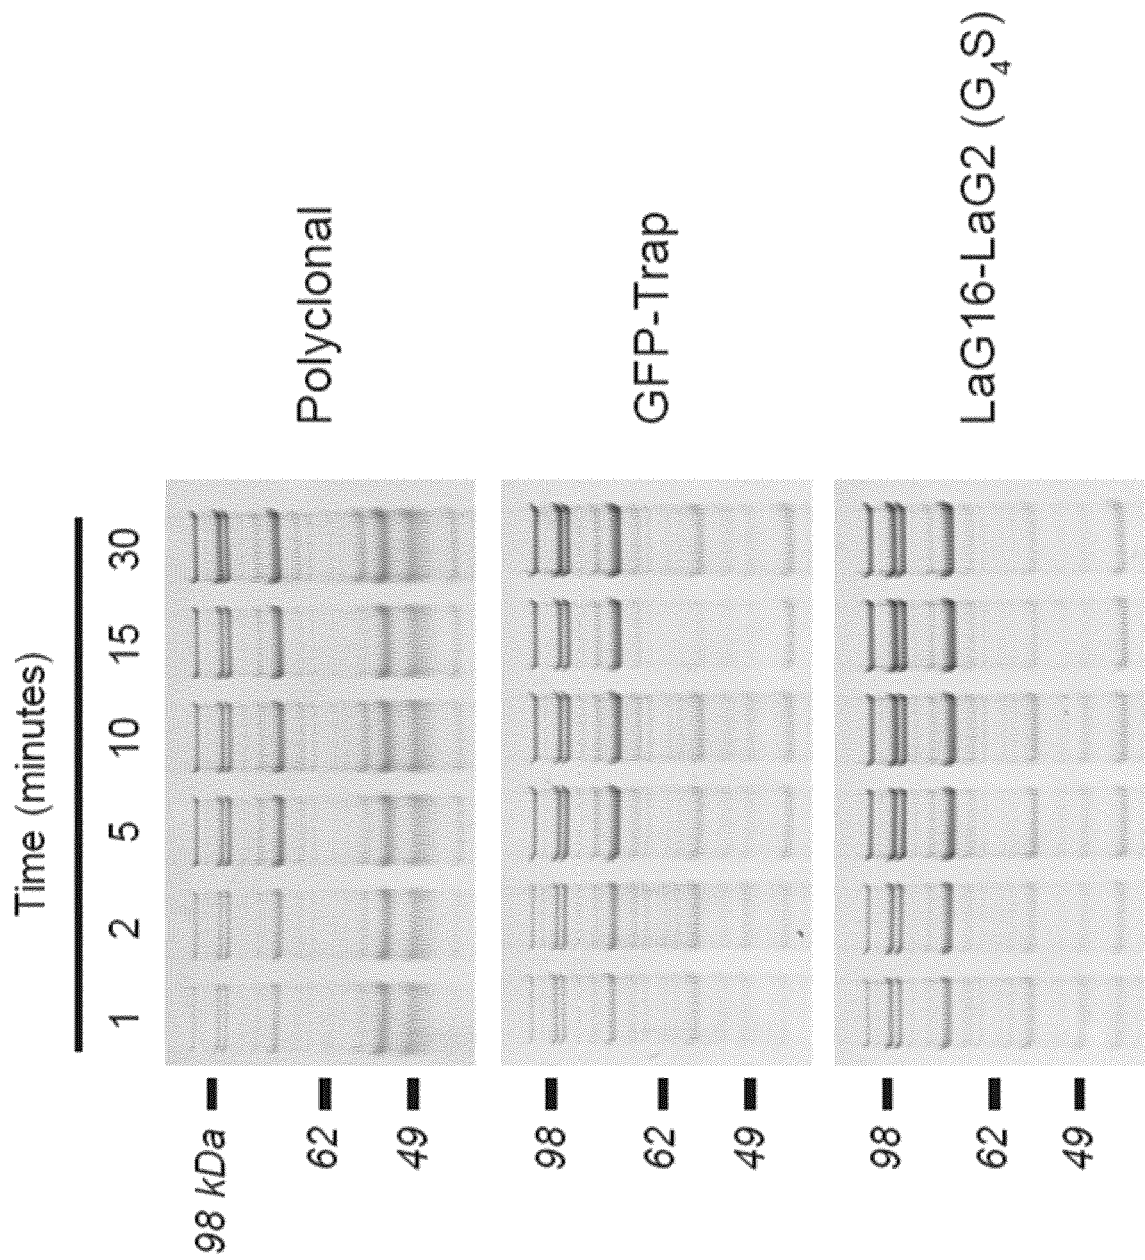 Time (minutes)
1 2 5 10 15 30
98 kDa
62
49
Polyclonal
98
62
49
GFP-Trap
98
62
49
LaG16-LaG2 (G₄S)